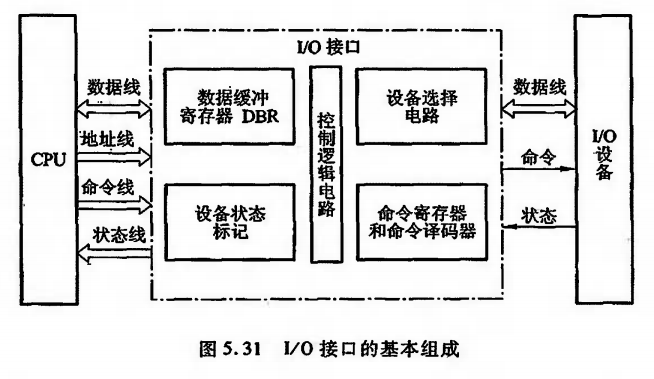 I/O 接口
CPU
数据线
地址线
命令线
状态线
数据缓冲
寄存器 DBR
设备状态
标记
控制逻辑电路
设备选择
电路
命令寄存器
和命令译码器
数据线
命令
状态
I/O
设备
图 5.31 I/O 接口的基本组成